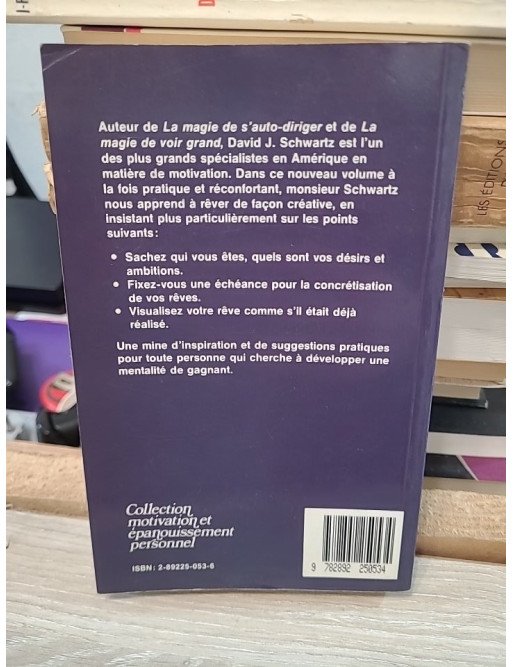 Auteur de La magie de s'auto-diriger et de La
magie de voir grand, David J. Schwartz est l'un
des plus grands spécialistes en Amérique en
matière de motivation. Dans ce nouveau volume à
la fois pratique et réconfortant, monsieur Schwartz
nous apprend à rêver de façon créative, en
insistant plus particulièrement sur les points
suivants:
• Sachez qui vous êtes, quels sont vos désirs et
ambitions.
• Fixez-vous une échéance pour la concrétisation
de vos rêves.
• Visualisez votre rêve comme s'il était déjà
réalisé.
Une mine d'inspiration et de suggestions pratiques
pour toute personne qui cherche à développer une
mentalité de gagnant.
Collection
motivation et
épanouissement
personnel
ISBN: 2-89225-053-6
9 782892 250534
LES ÉDITIONS